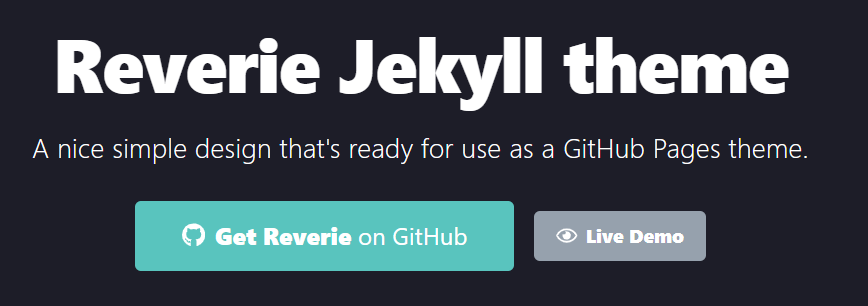 Reverie Jekyll theme
A nice simple design that's ready for use as a GitHub Pages theme.
Get Reverie on GitHub
Live Demo